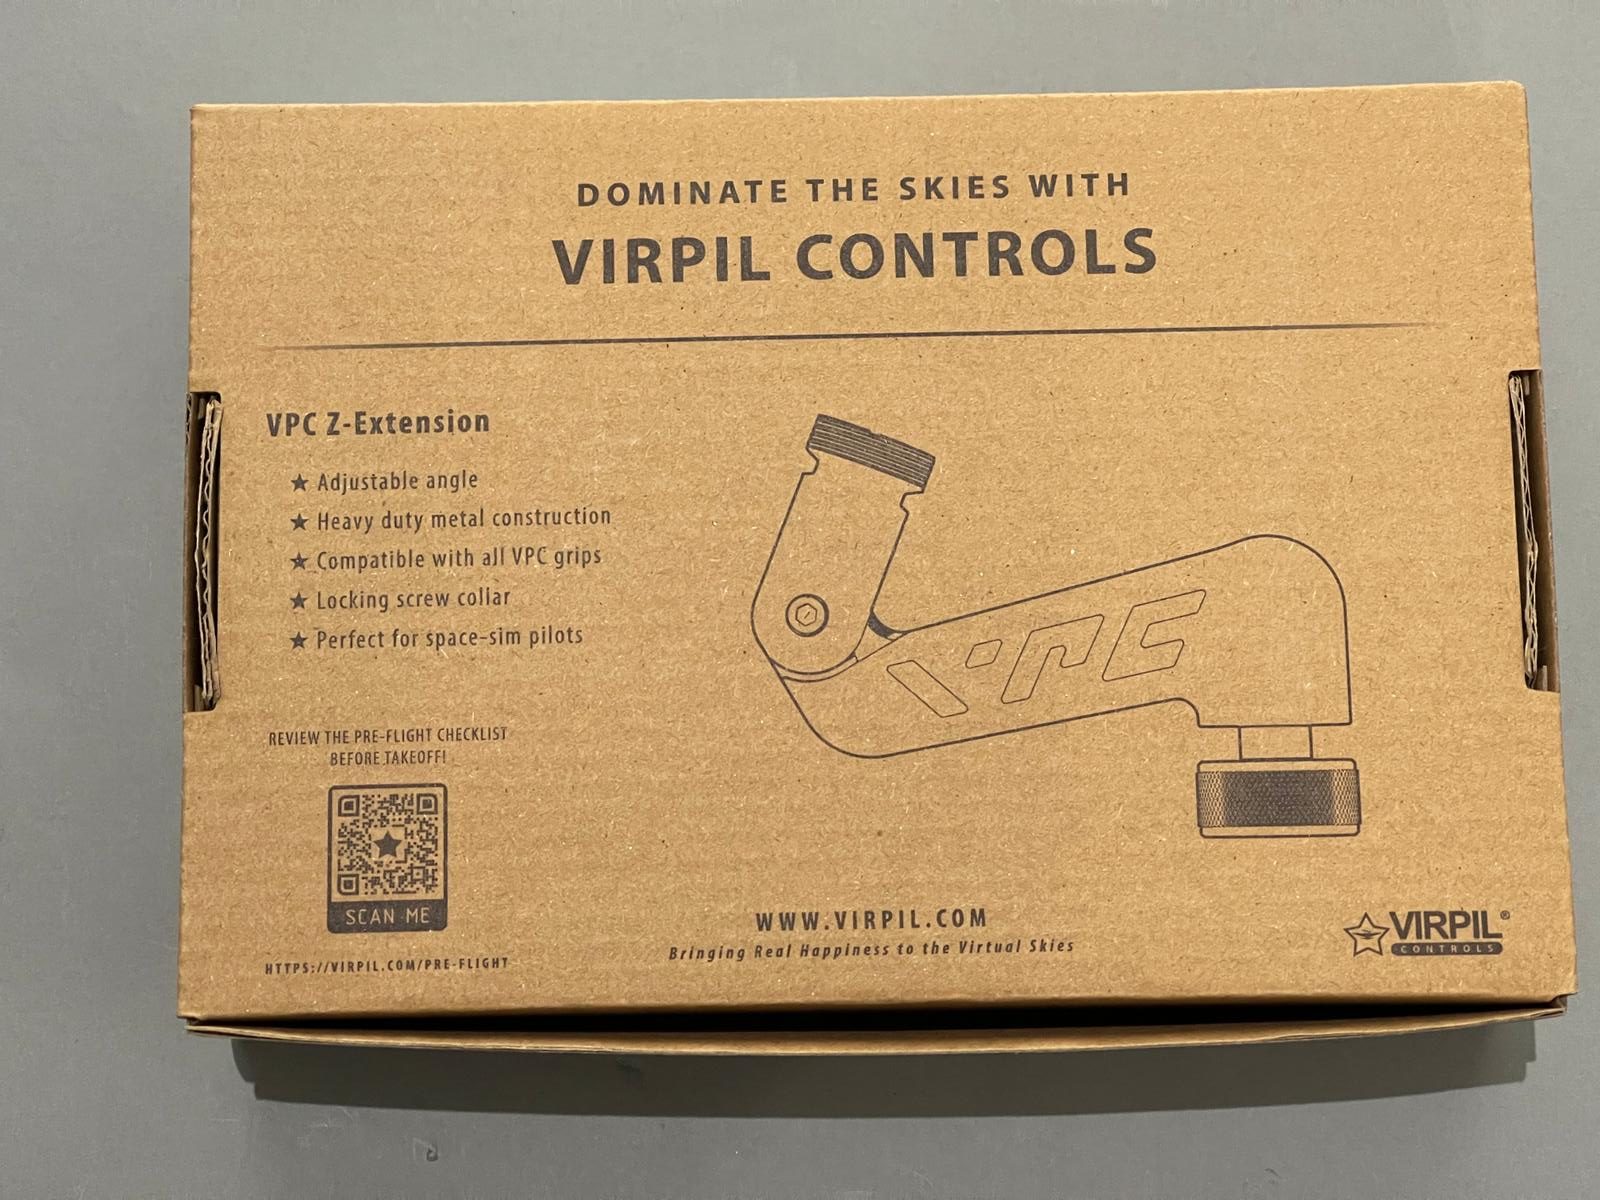 DOMINATE THE SKIES WITH
VIRPIL CONTROLS
VPC Z-Extension
★ Adjustable angle
★ Heavy duty metal construction
★ Compatible with all VPC grips
★ Locking screw collar
★ Perfect for space-sim pilots
VPC
REVIEW THE PRE-FLIGHT CHECKLIST
BEFORE TAKEOFF!
SCAN ME
HTTPS://VIRPIL.COM/PRE-FLIGHT
WWW.VIRPIL.COM
Bringing Real Happiness to the Virtual Skies
VIRPIL®
CONTROLS